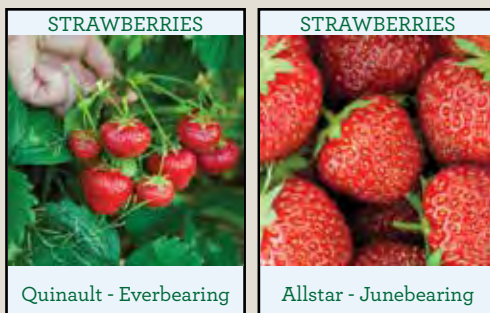 STRAWBERRIES
Quinault - Everbearing
STRAWBERRIES
Allstar - Junebearing